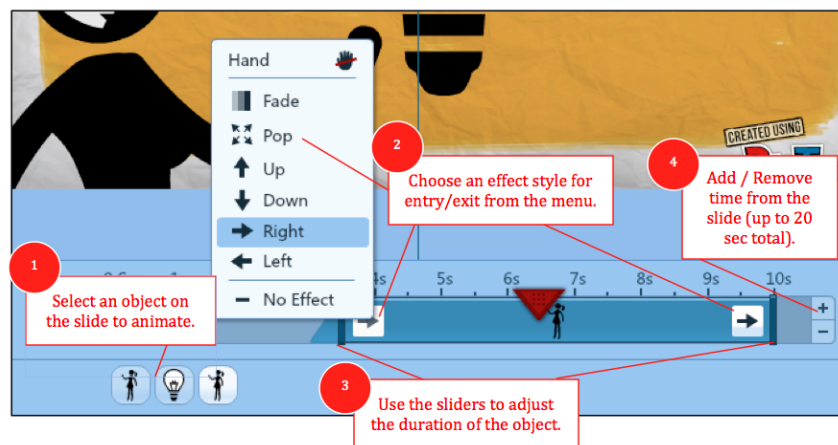 Hand
Fade
Pop
Up
Down
Right
Left
No Effect
CREATED USING
1
Select an object on
the slide to animate.
2
Choose an effect style for
entry/exit from the menu.
3
Use the sliders to adjust
the duration of the object.
4
Add / Remove
time from the
slide (up to 20
sec total).
4s 5s 6s 7s 8s 9s 10s
+
−